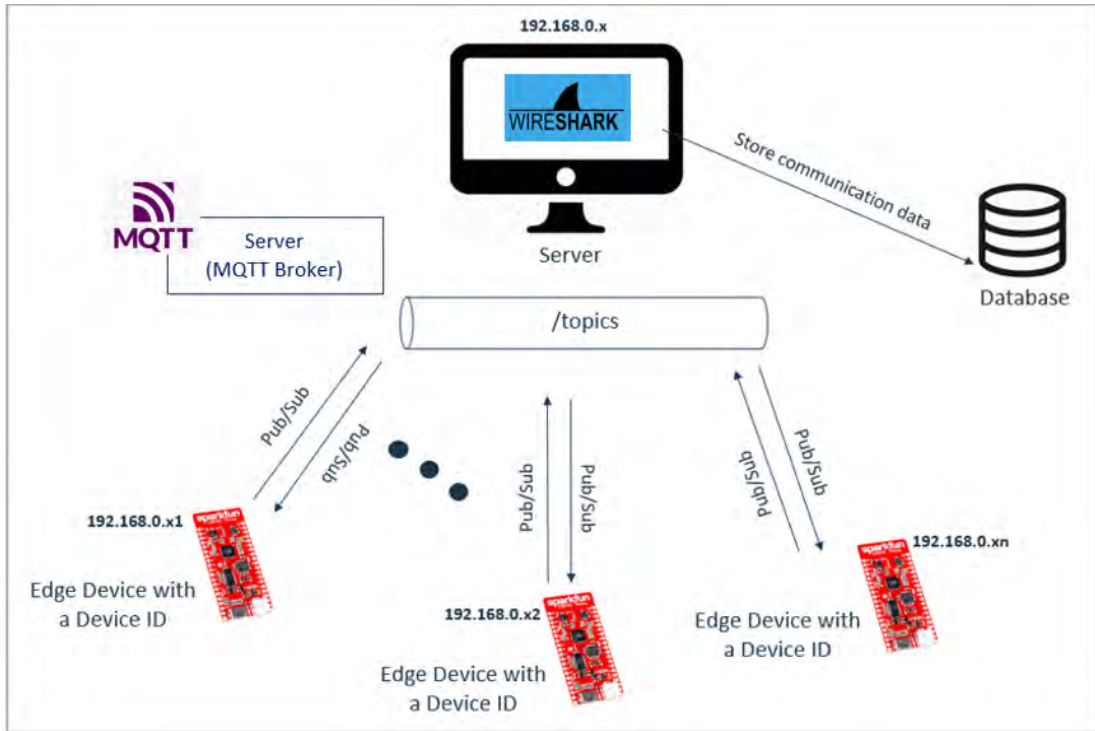 192.168.0.x
WIRESHARK
Store communication data
MQTT
Server
(MQTT Broker)
Server
Database
/topics
Pub/Sub
Pub/Sub
Pub/Sub
Pub/Sub
Pub/Sub
Pub/Sub
192.168.0.x1
sparkfun
Edge Device with
a Device ID
192.168.0.x2
sparkfun
Edge Device with
a Device ID
192.168.0.xn
sparkfun
Edge Device with
a Device ID